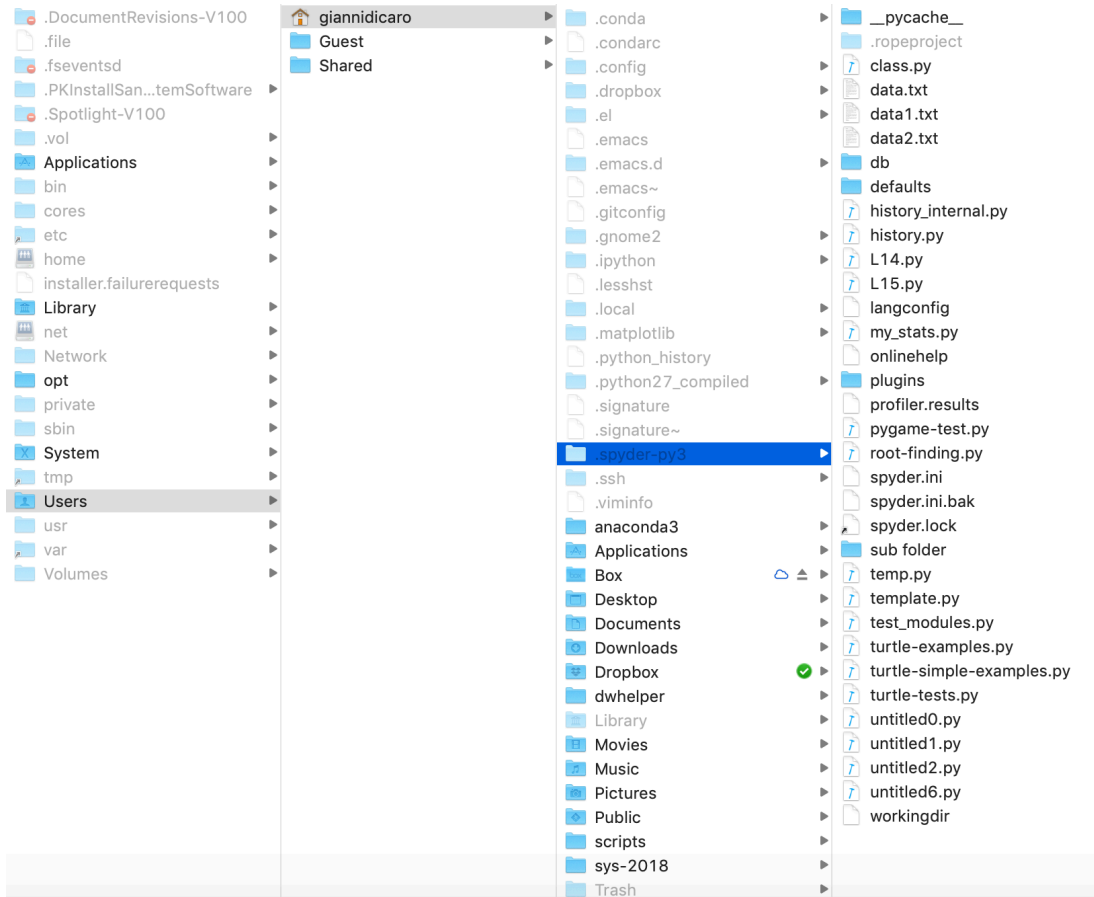 .DocumentRevisions-V100
.file
.fseventsd
.PKInstallSan...temSoftware
.Spotlight-V100
.vol
Applications
bin
cores
etc
home
installer.failurerequests
Library
net
Network
opt
private
sbin
System
tmp
Users
usr
var
Volumes
giannidicaro
Guest
Shared
.conda
.condarc
.config
.dropbox
.el
.emacs
.emacs.d
.emacs~
.gitconfig
.gnome2
.ipython
.lesshst
.local
.matplotlib
.python_history
.python27_compiled
.signature
.signature~
.spyder-py3
.ssh
.viminfo
anaconda3
Applications
Box
Desktop
Documents
Downloads
Dropbox
dwhelper
Library
Movies
Music
Pictures
Public
scripts
sys-2018
Trash
__pycache__
.ropeproject
class.py
data.txt
data1.txt
data2.txt
db
defaults
history_internal.py
history.py
L14.py
L15.py
langconfig
my_stats.py
onlinehelp
plugins
profiler.results
pygame-test.py
root-finding.py
spyder.ini
spyder.ini.bak
spyder.lock
sub folder
temp.py
template.py
test_modules.py
turtle-examples.py
turtle-simple-examples.py
turtle-tests.py
untitled0.py
untitled1.py
untitled2.py
untitled6.py
workingdir